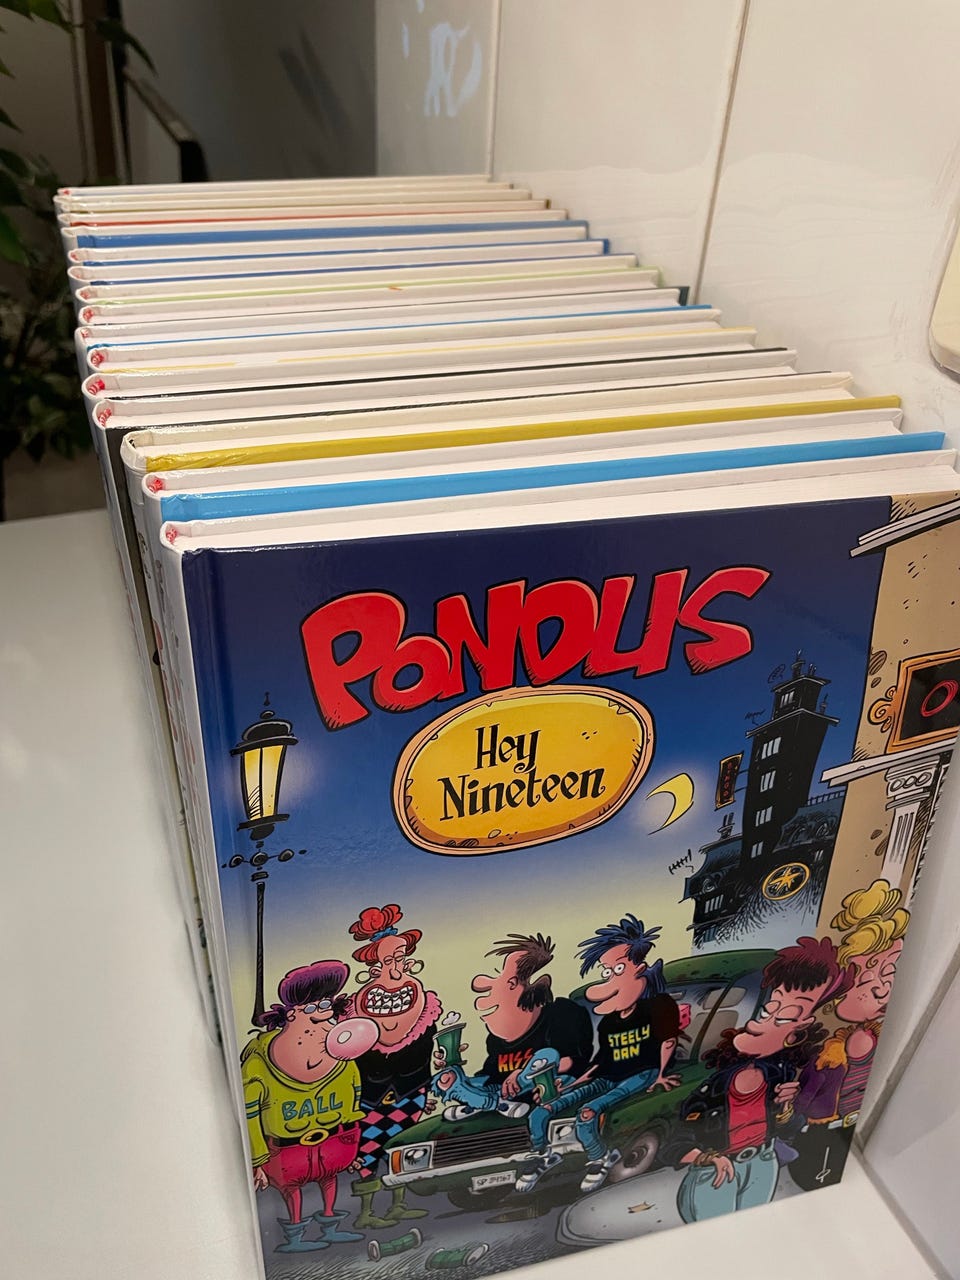 PONDUS
Hey
Nineteen
KISS
STEELY
DAN
BALL